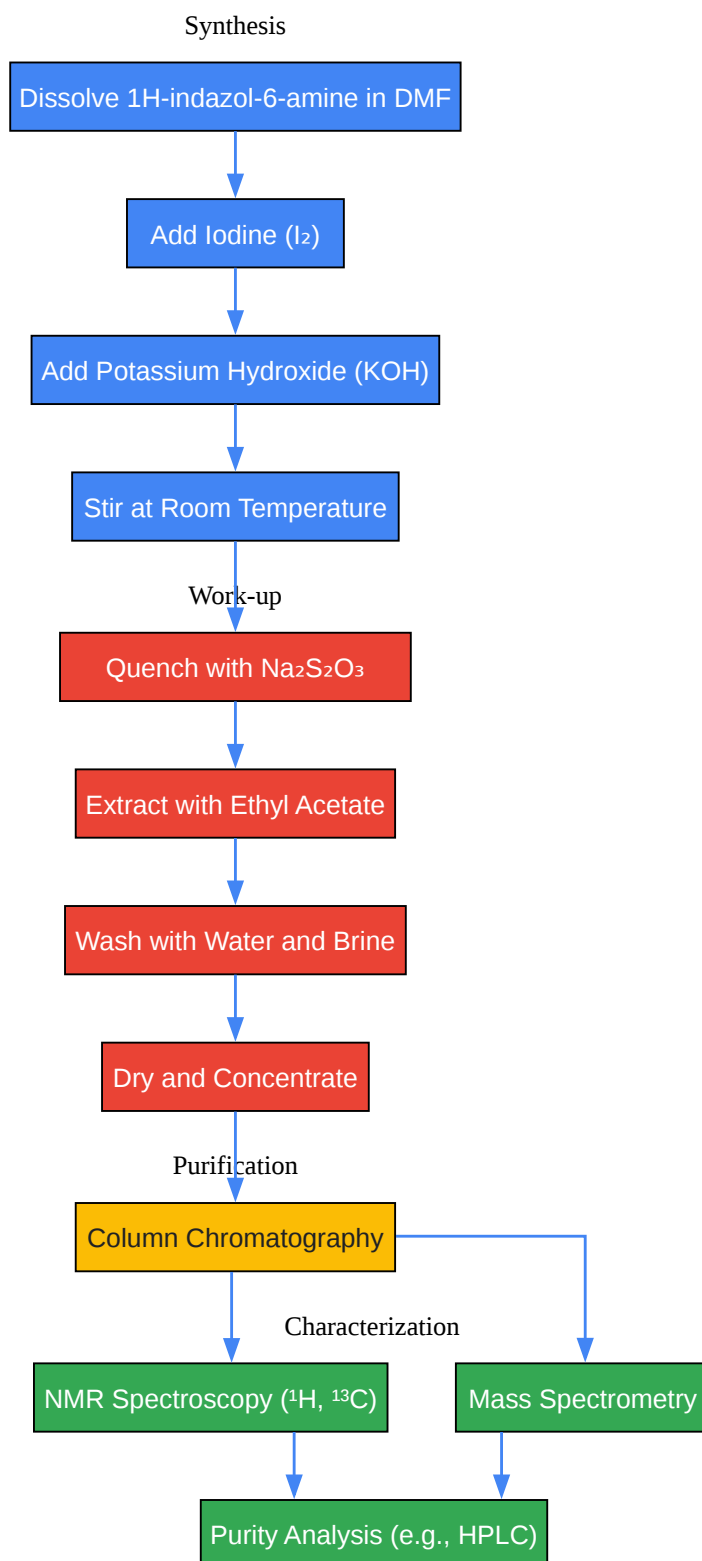 Synthesis
Dissolve 1H-indazol-6-amine in DMF
Add Iodine (I₂)
Add Potassium Hydroxide (KOH)
Stir at Room Temperature
Work-up
Quench with Na₂S₂O₃
Extract with Ethyl Acetate
Wash with Water and Brine
Dry and Concentrate
Purification
Column Chromatography
Characterization
NMR Spectroscopy (¹H, ¹³C)
Mass Spectrometry
Purity Analysis (e.g., HPLC)